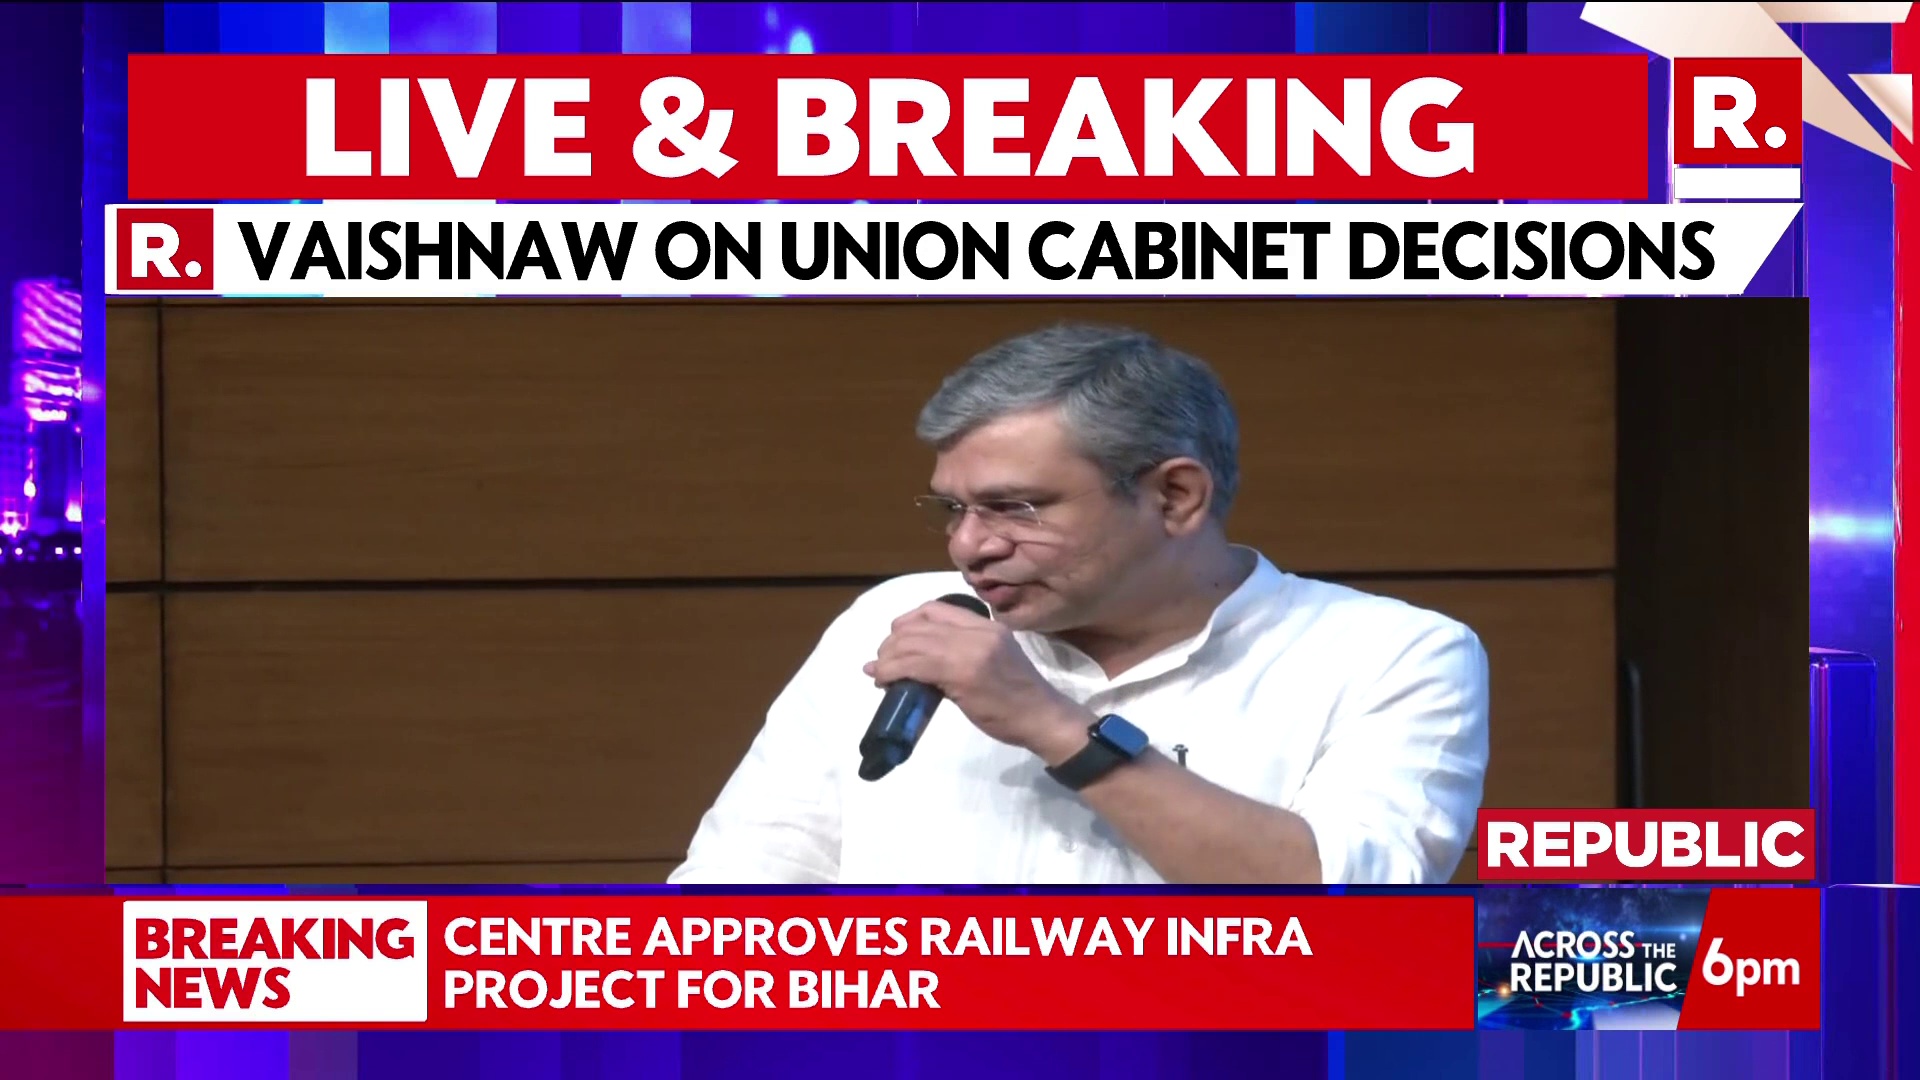 LIVE & BREAKING
R.
R. VAISHNAW ON UNION CABINET DECISIONS
REPUBLIC
BREAKING NEWS
CENTRE APPROVES RAILWAY INFRA
PROJECT FOR BIHAR
ACROSS THE
REPUBLIC
6pm